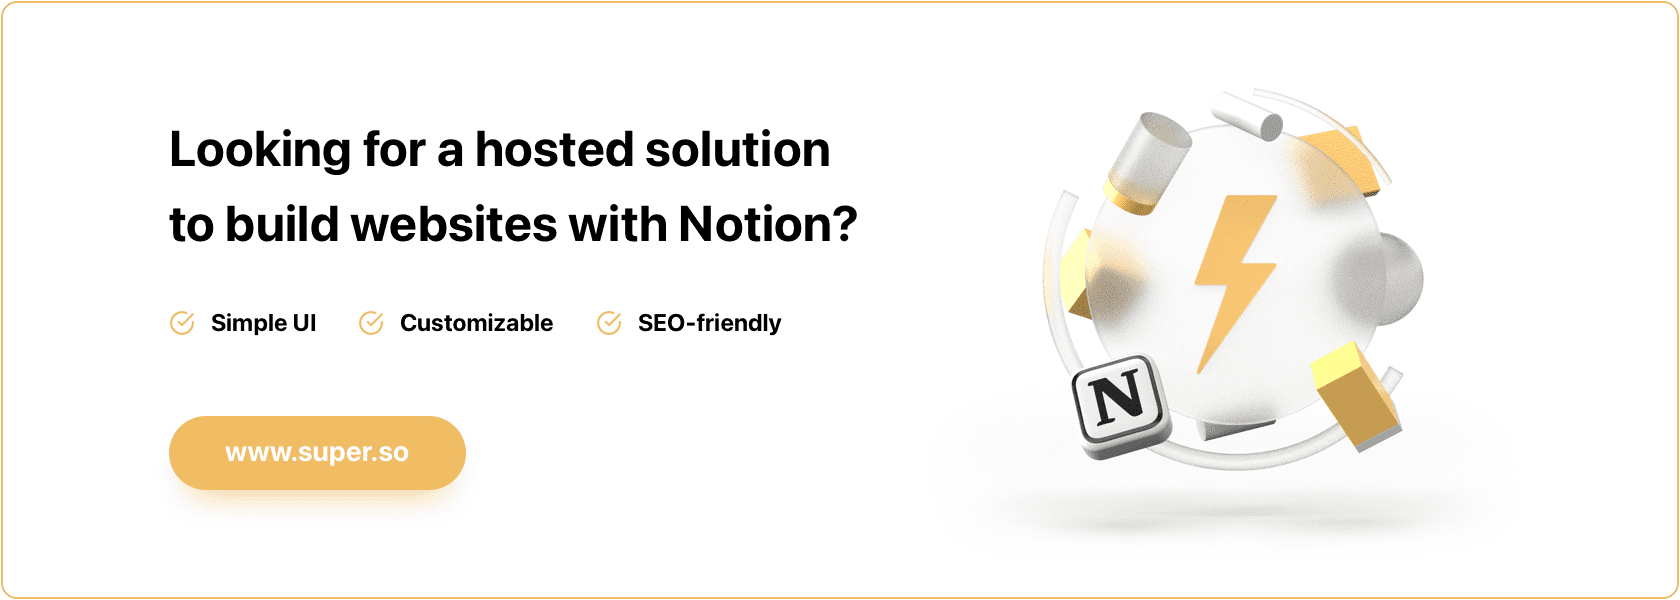 Looking for a hosted solution
to build websites with Notion?
Simple UI
Customizable
SEO-friendly
www.super.so
N